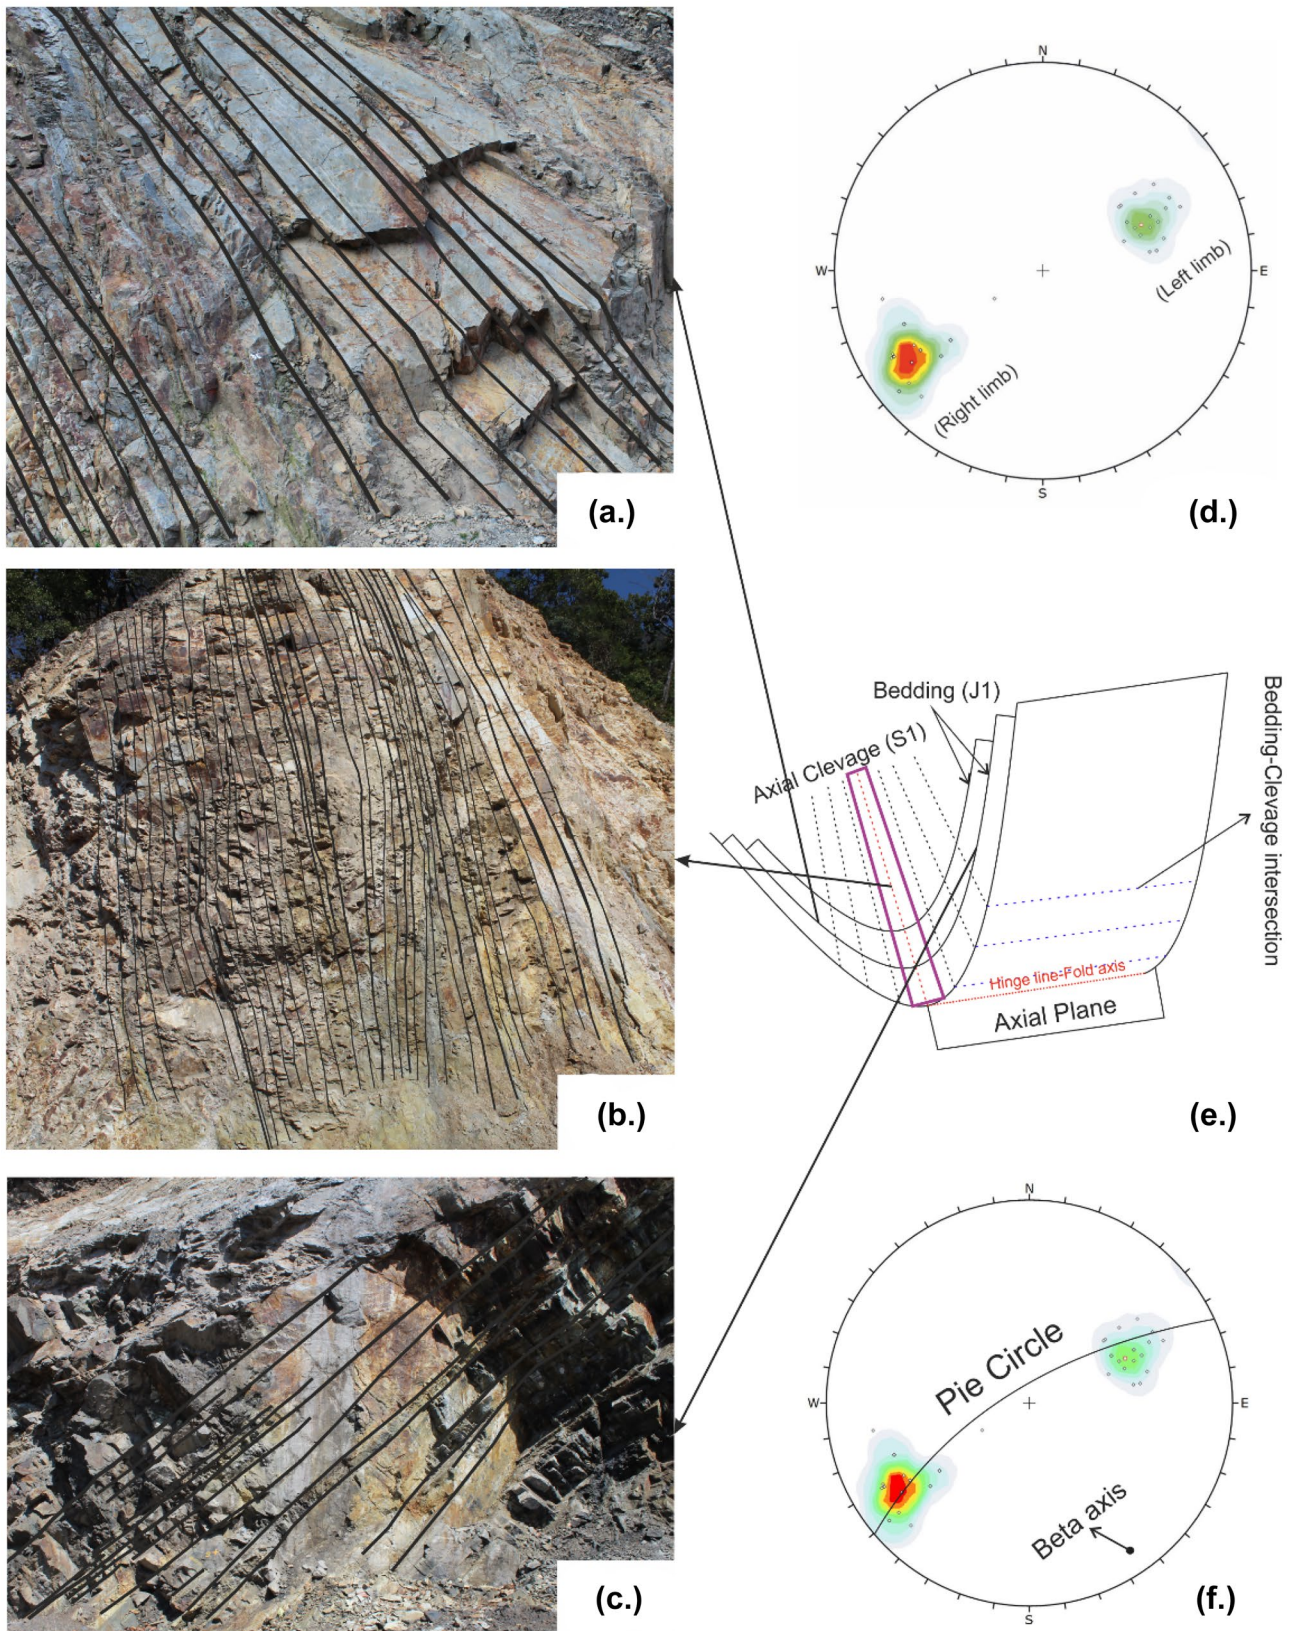 (a.)
N
W
E
S
(Left limb)
(Right limb)
(d.)
(b.)
Bedding (J1)
Axial Clevage (S1)
Bedding-Clevage intersection
Hinge line-Fold axis
Axial Plane
(e.)
(c.)
N
W
E
S
Pie Circle
Beta axis
(f.)